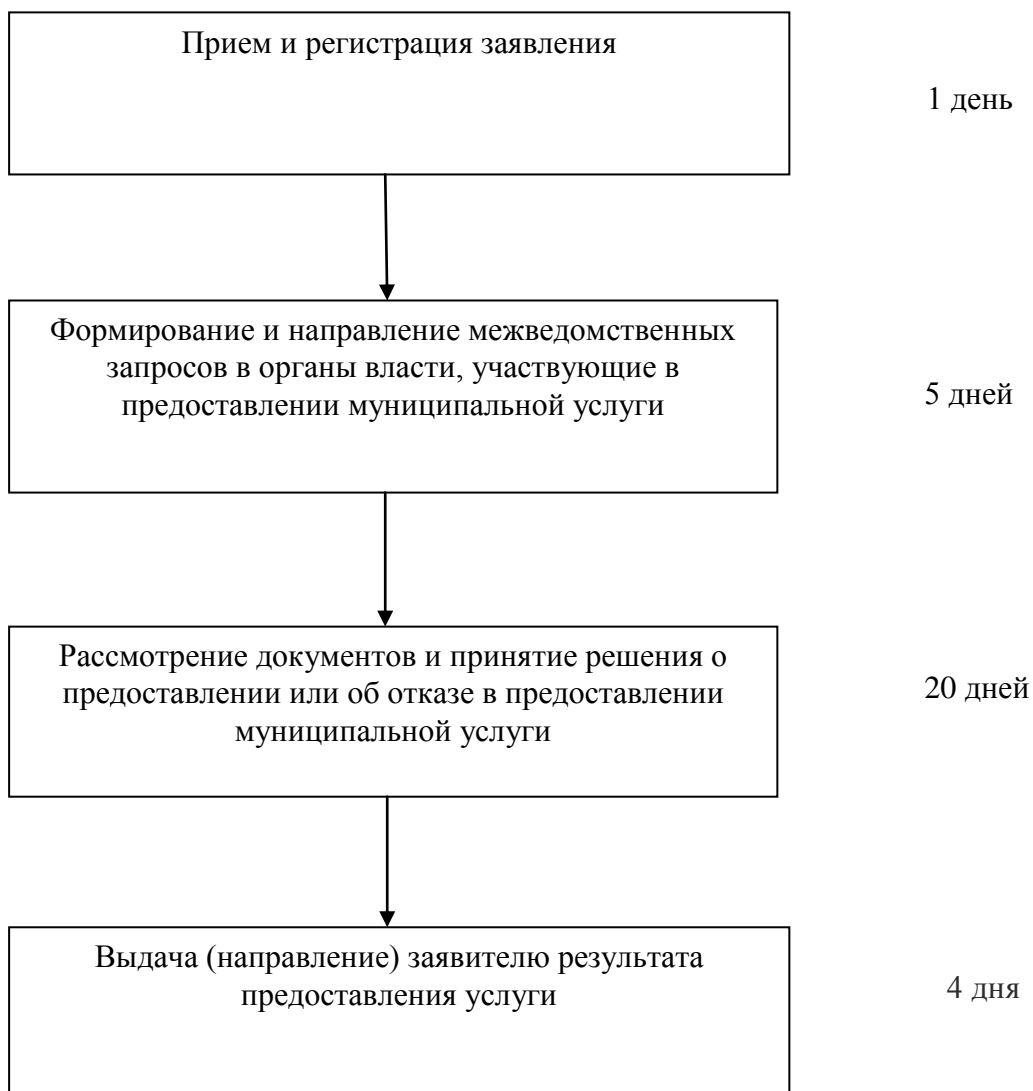 Прием и регистрация заявления
1 день
Формирование и направление межведомственных
запросов в органы власти, участвующие в
предоставлении муниципальной услуги
5 дней
Рассмотрение документов и принятие решения о
предоставлении или об отказе в предоставлении
муниципальной услуги
20 дней
Выдача (направление) заявителю результата
предоставления услуги
4 дня